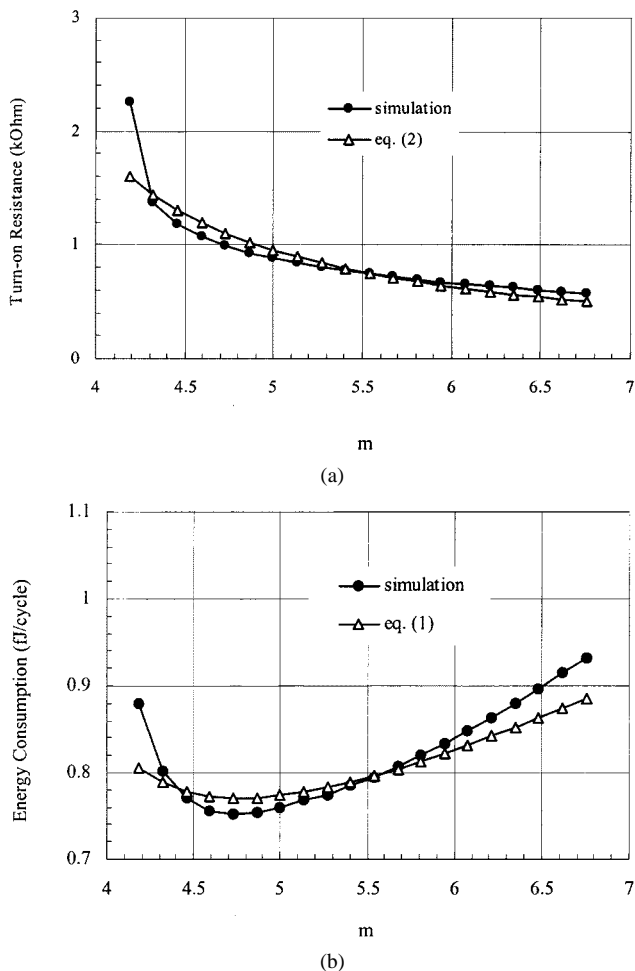 3
2
1
0
Turn-on Resistance (kOhm)
simulation
eq. (2)
4 4.5 5 5.5 6 6.5 7
m
(a)
1.1
1
0.9
0.8
0.7
Energy Consumption (fJ/cycle)
simulation
eq. (1)
4 4.5 5 5.5 6 6.5 7
m
(b)